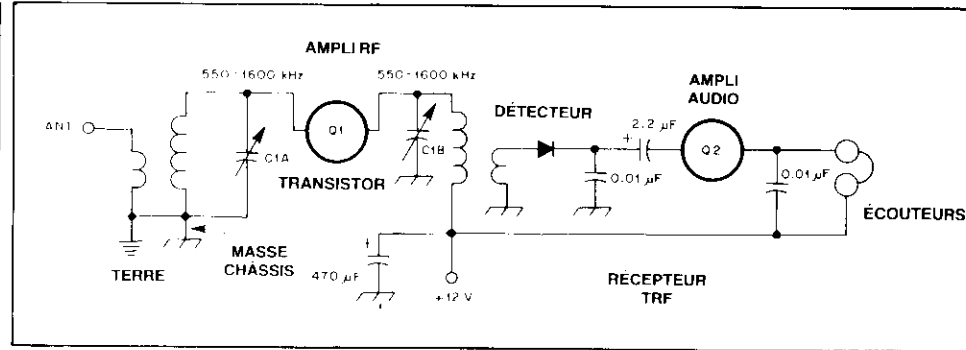 AMPLI RF
550-1600 kHz
550-1600 kHz
AMPLI
AUDIO
DÉTECTEUR
ANT
Q1
2.2 µF
+
C1A
C1B
Q2
TRANSISTOR
0.01 µF
0.01 µF
ÉCOUTEURS
MASSE
CHÂSSIS
+
TERRE
470 µF
+12 V
RÉCEPTEUR
TRF